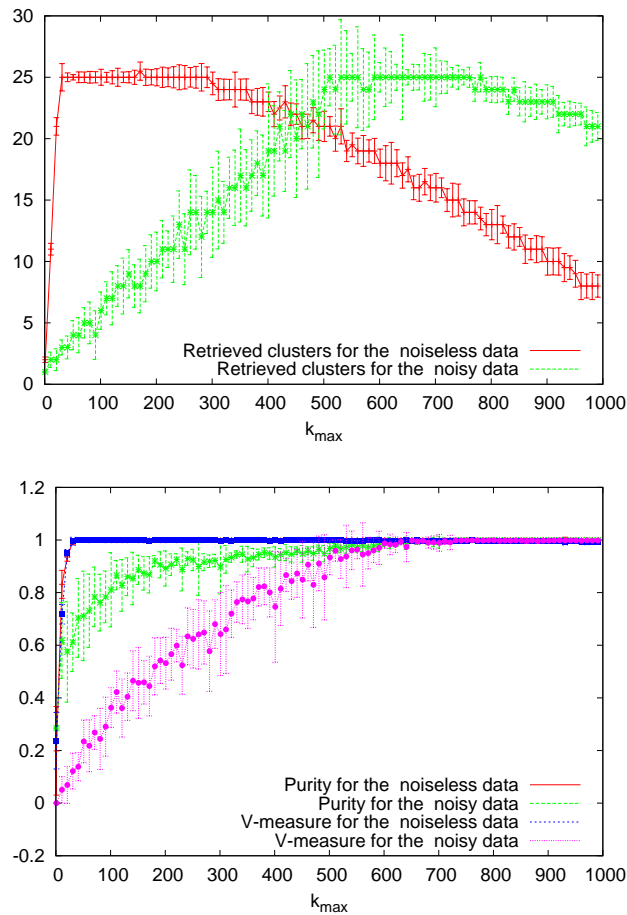 30
25
20
15
10
5
0
Retrieved clusters for the noiseless data
Retrieved clusters for the noisy data
0 100 200 300 400 500 600 700 800 900 1000
k_max
1.2
1
0.8
0.6
0.4
0.2
0
-0.2
Purity for the noiseless data
Purity for the noisy data
V-measure for the noiseless data
V-measure for the noisy data
0 100 200 300 400 500 600 700 800 900 1000
k_max